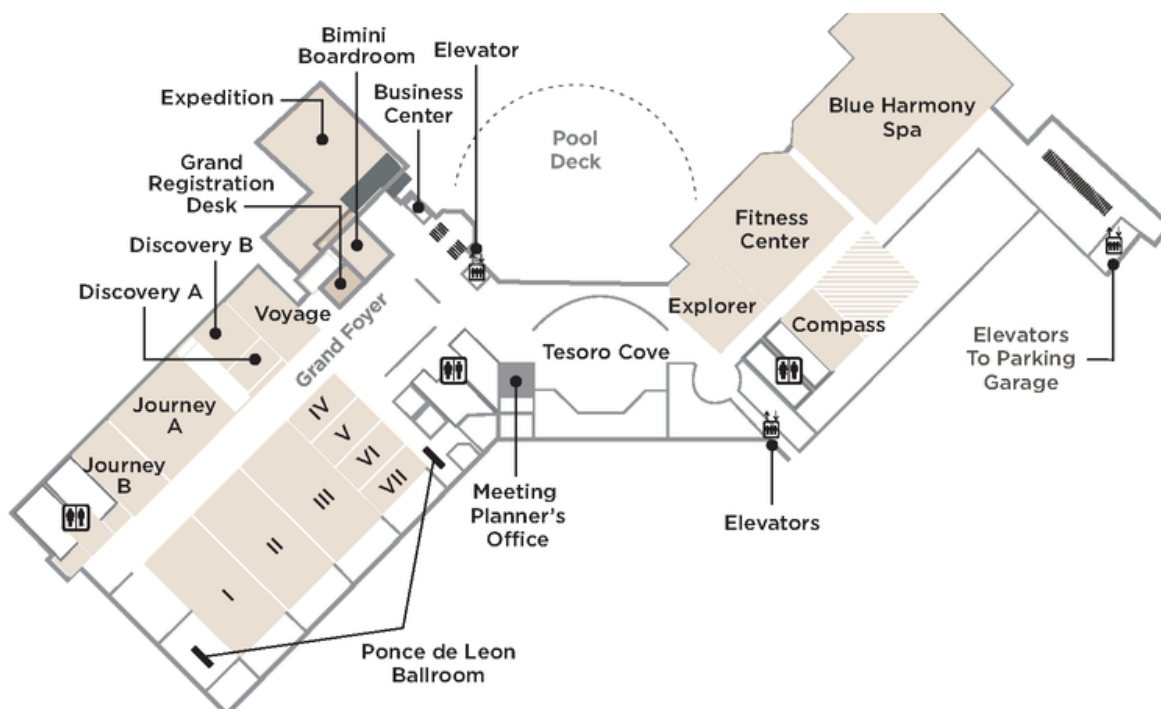 Bimini
Boardroom
Elevator
Expedition
Business
Center
Grand
Registration
Desk
Discovery B
Discovery A
Voyage
Grand Foyer
Pool
Deck
Blue Harmony
Spa
Fitness
Center
Explorer
Compass
Tesoro Cove
Elevators
To Parking
Garage
Journey
A
Journey
B
IV
V
VI
VII
III
II
I
Meeting
Planner's
Office
Elevators
Ponce de Leon
Ballroom